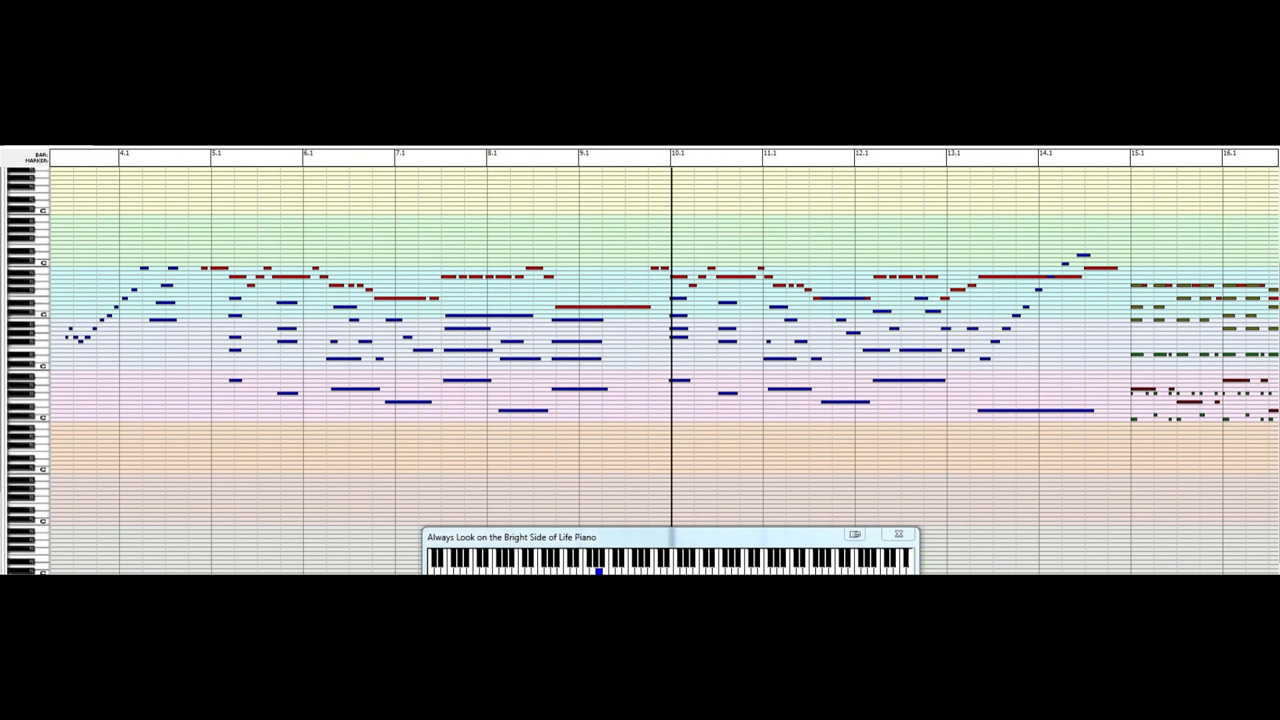 BAR:
MARKER:
4.1 5.1 6.1 7.1 8.1 9.1 10.1 11.1 12.1 13.1 14.1 15.1 16.1
C
C
C
C
C
C
C
C
Always Look on the Bright Side of Life Piano